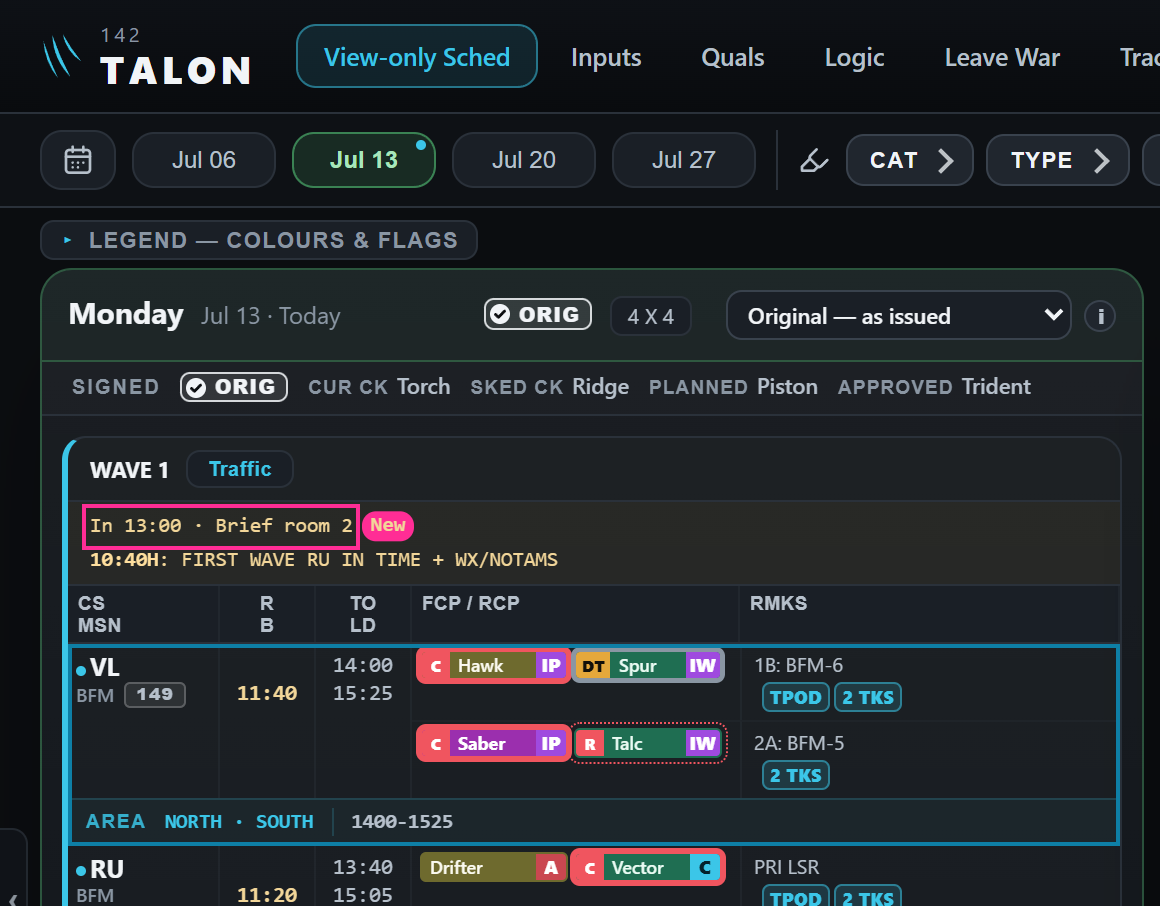 142
TALON
View-only Sched
Inputs
Quals
Logic
Leave War
Jul 06
Jul 13
Jul 20
Jul 27
CAT
TYPE
LEGEND — COLOURS & FLAGS
Monday Jul 13 · Today
ORIG
4 X 4
Original — as issued
i
SIGNED ORIG CUR CK Torch SKED CK Ridge PLANNED Piston APPROVED Trident
WAVE 1 Traffic
In 13:00 · Brief room 2 New
10:40H: FIRST WAVE RU IN TIME + WX/NOTAMS
CS R TO FCP / RCP RMKS
MSN B LD
VL 14:00 C Hawk IP DT Spur IW 1B: BFM-6
BFM 149 11:40 15:25 TPOD 2 TKS
C Saber IP R Talc IW 2A: BFM-5
2 TKS
AREA NORTH · SOUTH 1400-1525
RU 13:40 Drifter A C Vector C PRI LSR
BFM 11:20 15:05 TPOD 2 TKS